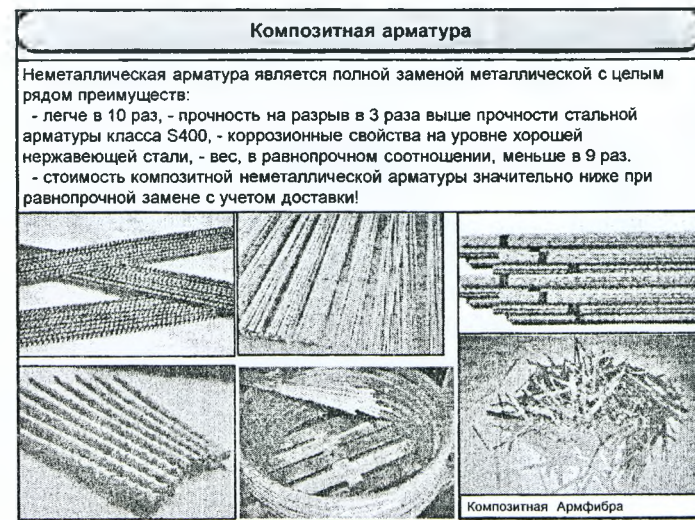 Композитная арматура
Неметаллическая арматура является полной заменой металлической с целым
рядом преимуществ:
- легче в 10 раз, - прочность на разрыв в 3 раза выше прочности стальной
арматуры класса S400, - коррозионные свойства на уровне хорошей
нержавеющей стали, - вес, в равнопрочном соотношении, меньше в 9 раз.
- стоимость композитной неметаллической арматуры значительно ниже при
равнопрочной замене с учетом доставки!
Композитная Армфибра